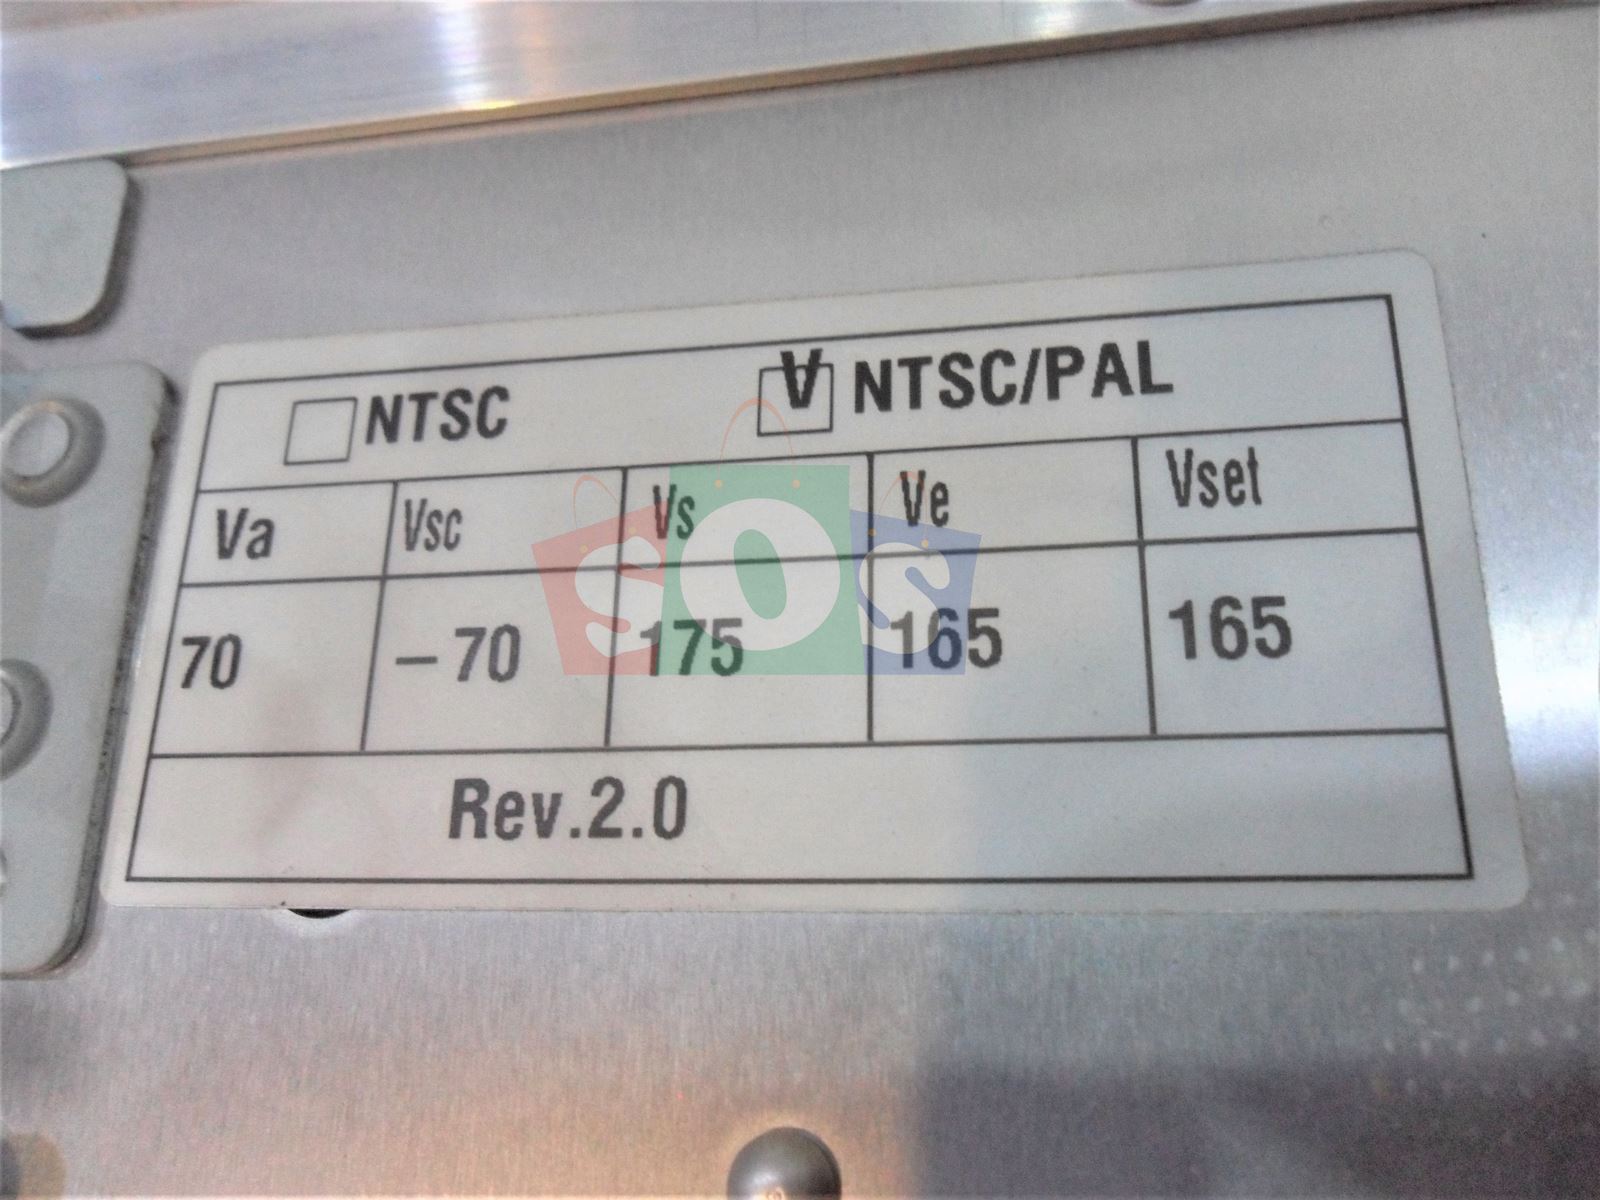 NTSC V NTSC/PAL
Va Vsc Vs Ve Vset
70 –70 175 165 165
Rev.2.0
SOS